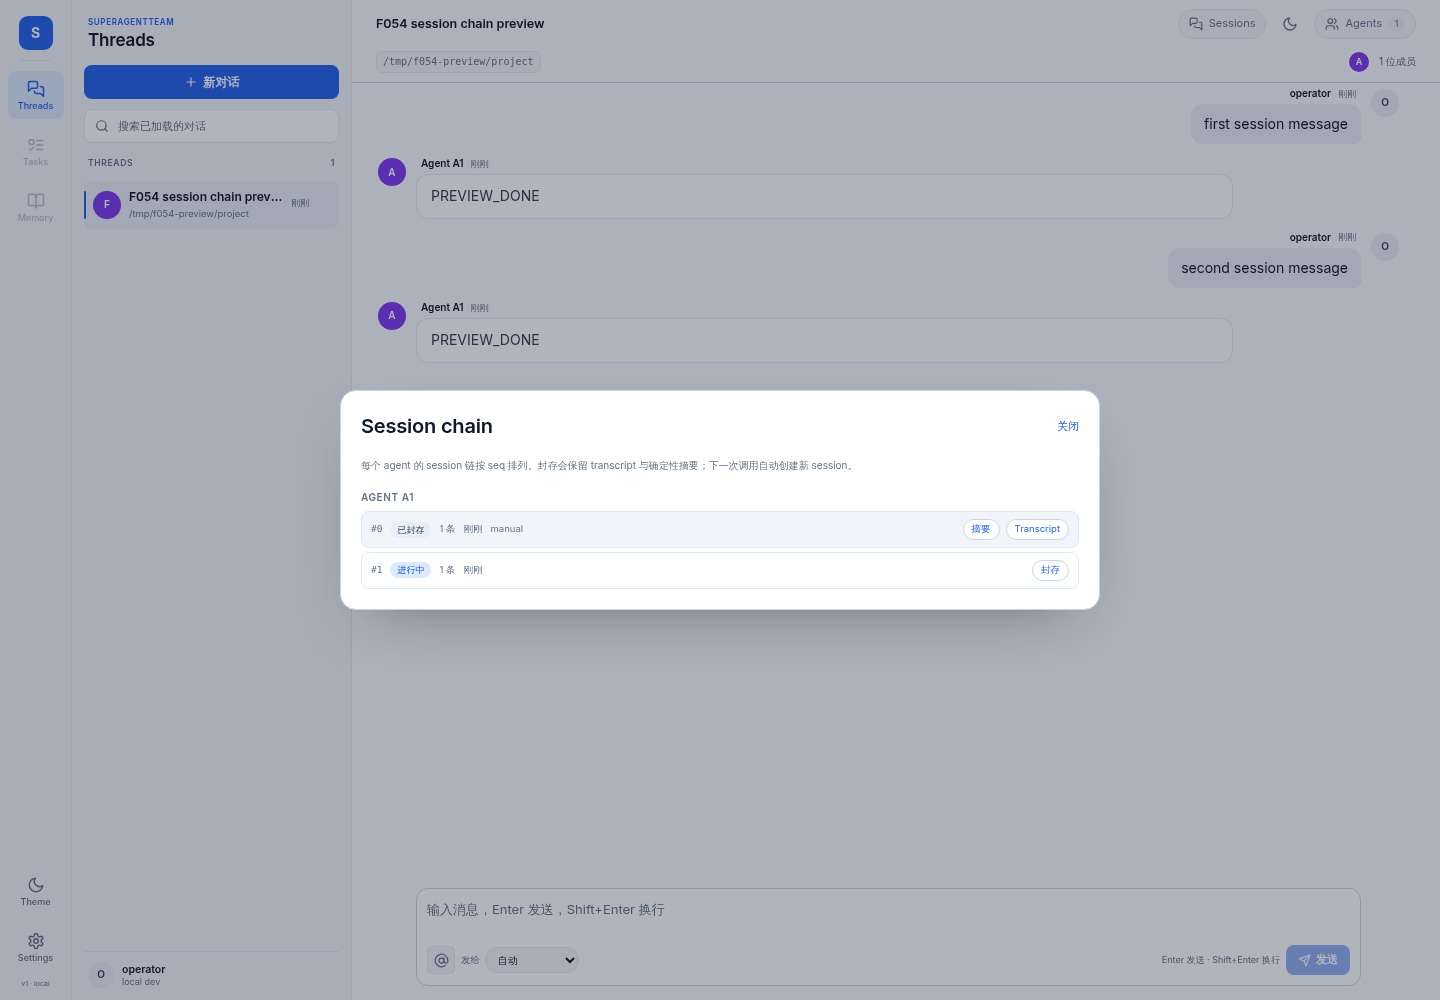 S
Threads
Tasks
Memory
Theme
Settings
v1 · local
SUPERAGENTTEAM
Threads
新对话
搜索已加载的对话
THREADS 1
F
F054 session chain prev... 刚刚
/tmp/f054-preview/project
O
operator
local dev
F054 session chain preview
Sessions
Agents 1
/tmp/f054-preview/project
A 1 位成员
operator 刚刚
O
first session message
A
Agent A1 刚刚
PREVIEW_DONE
operator 刚刚
O
second session message
A
Agent A1 刚刚
PREVIEW_DONE
Session chain
关闭
每个 agent 的 session 链按 seq 排列。封存会保留 transcript 与确定性摘要；下一次调用自动创建新 session。
AGENT A1
#0 已封存 1 条 刚刚 manual 摘要 Transcript
#1 进行中 1 条 刚刚 封存
输入消息，Enter 发送，Shift+Enter 换行
@ 发给 自动
Enter 发送 · Shift+Enter 换行 发送